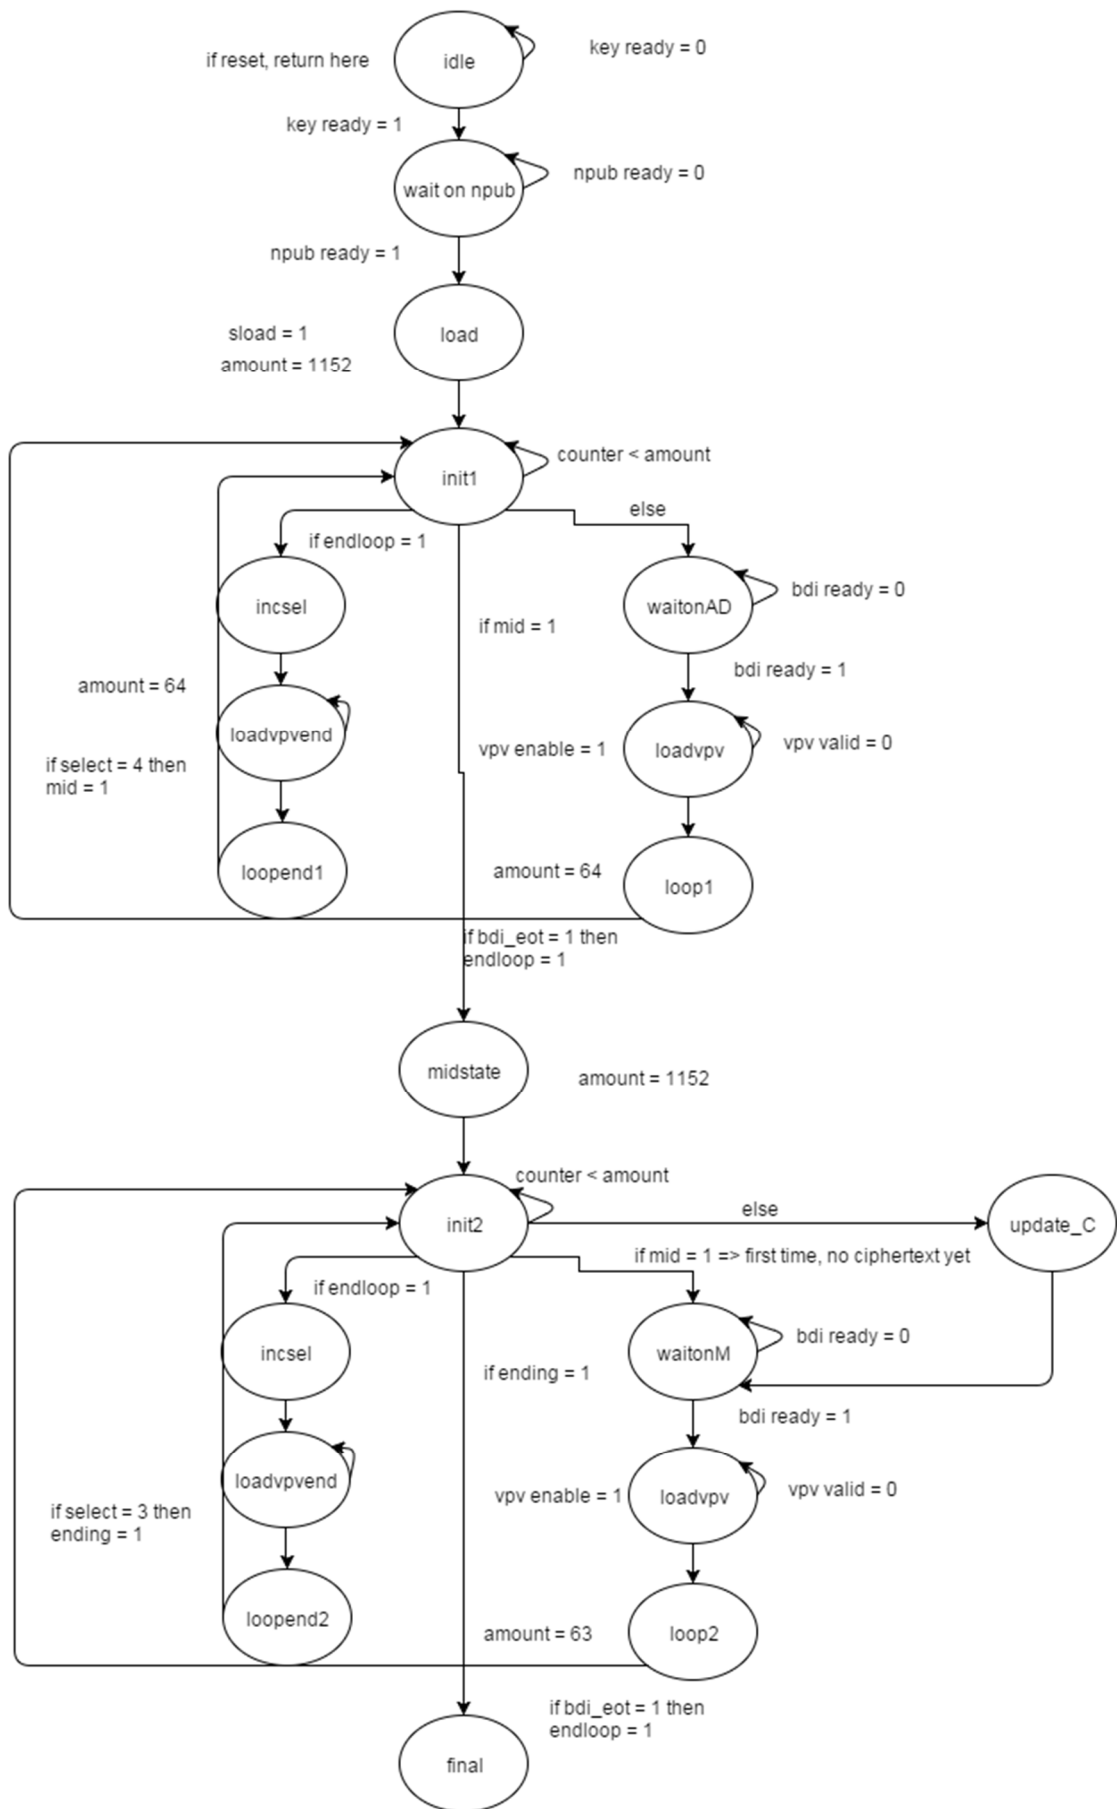 idle
key ready = 0
if reset, return here
key ready = 1
wait on npub
npub ready = 0
npub ready = 1
load
sload = 1
amount = 1152
init1
counter < amount
else
if endloop = 1
incsel
if mid = 1
waitonAD
bdi ready = 0
bdi ready = 1
amount = 64
loadvpvend
if select = 4 then
mid = 1
vpv enable = 1
loadvpv
vpv valid = 0
loopend1
amount = 64
loop1
if bdi_eot = 1 then
endloop = 1
midstate
amount = 1152
counter < amount
init2
else
update_C
if mid = 1 => first time, no ciphertext yet
if endloop = 1
incsel
if ending = 1
waitonM
bdi ready = 0
bdi ready = 1
loadvpvend
if select = 3 then
ending = 1
vpv enable = 1
loadvpv
vpv valid = 0
loopend2
amount = 63
loop2
if bdi_eot = 1 then
endloop = 1
final